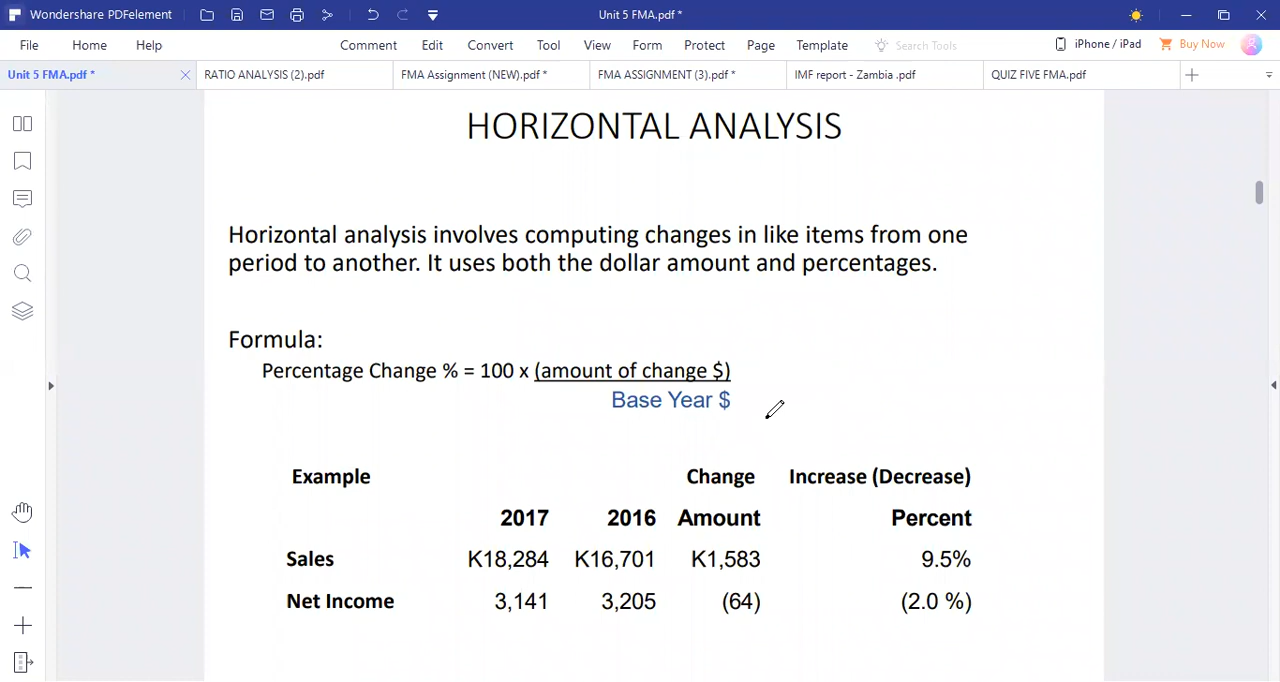 Wondershare PDFelement
Unit 5 FMA.pdf *
File Home Help Comment Edit Convert Tool View Form Protect Page Template Search Tools iPhone / iPad Buy Now
Unit 5 FMA.pdf * RATIO ANALYSIS (2).pdf FMA Assignment (NEW).pdf * FMA ASSIGNMENT (3).pdf * IMF report - Zambia .pdf QUIZ FIVE FMA.pdf
HORIZONTAL ANALYSIS
Horizontal analysis involves computing changes in like items from one
period to another. It uses both the dollar amount and percentages.
Formula:
Percentage Change % = 100 x (amount of change $)
Base Year $
Example Change Increase (Decrease)
2017 2016 Amount Percent
Sales K18,284 K16,701 K1,583 9.5%
Net Income 3,141 3,205 (64) (2.0 %)